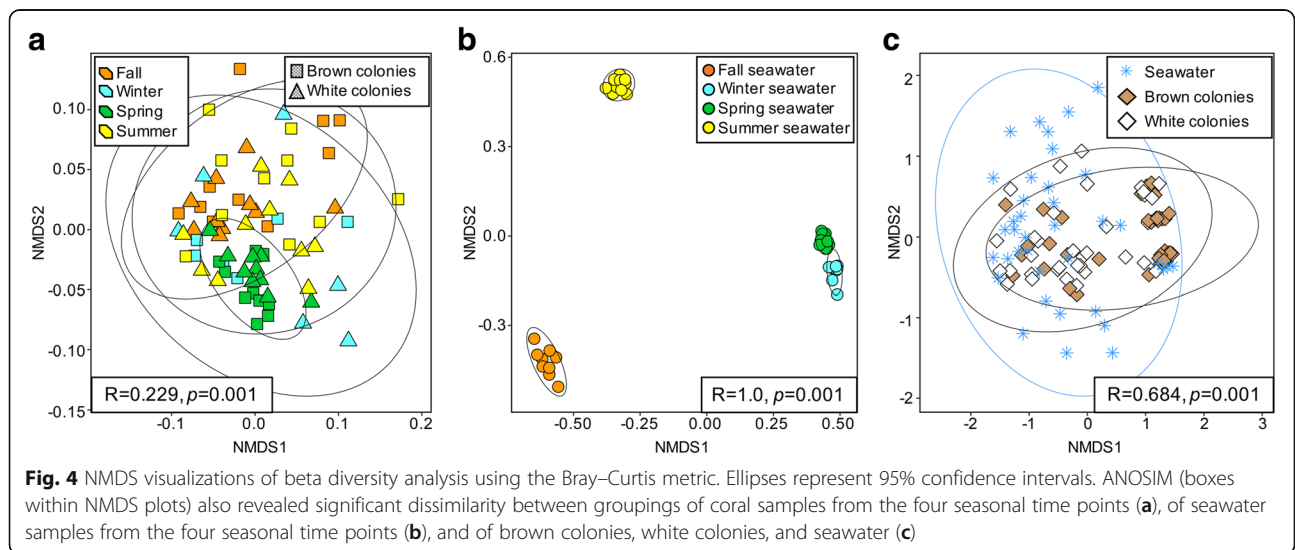 a
Fall
Winter
Spring
Summer
Brown colonies
White colonies
NMDS2
0.10
0.05
0.00
-0.05
-0.10
-0.15
R=0.229, p=0.001
-0.1
0.0
0.1
0.2
NMDS1
b
Fall seawater
Winter seawater
Spring seawater
Summer seawater
NMDS2
0.6
0.3
0.0
-0.3
R=1.0, p=0.001
-0.50
-0.25
0.00
0.25
0.50
NMDS1
c
Seawater
Brown colonies
White colonies
NMDS2
2
1
0
-1
-2
R=0.684, p=0.001
-2
-1
0
1
2
3
NMDS1
Fig. 4 NMDS visualizations of beta diversity analysis using the Bray–Curtis metric. Ellipses represent 95% confidence intervals. ANOSIM (boxes
within NMDS plots) also revealed significant dissimilarity between groupings of coral samples from the four seasonal time points (a), of seawater
samples from the four seasonal time points (b), and of brown colonies, white colonies, and seawater (c)